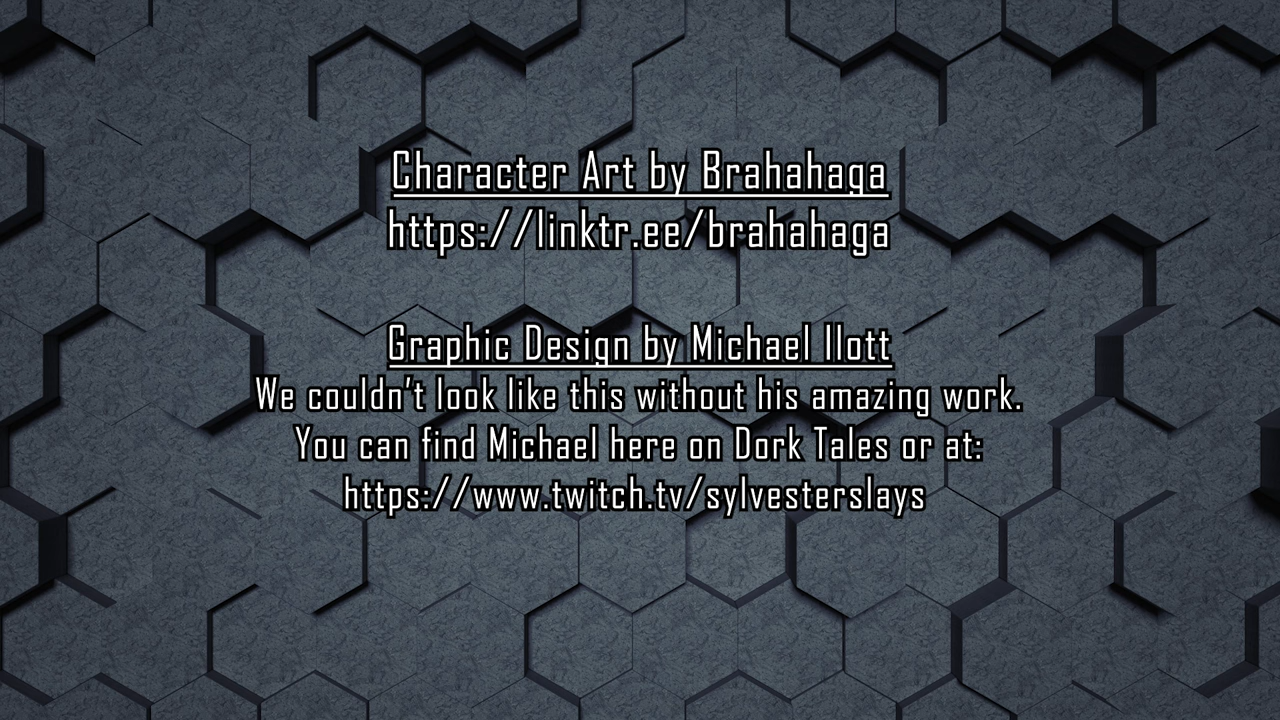 Character Art by Brahahaga
https://linktr.ee/brahahaga
Graphic Design by Michael Ilott
We couldn’t look like this without his amazing work.
You can find Michael here on Dork Tales or at:
https://www.twitch.tv/sylvesterslays